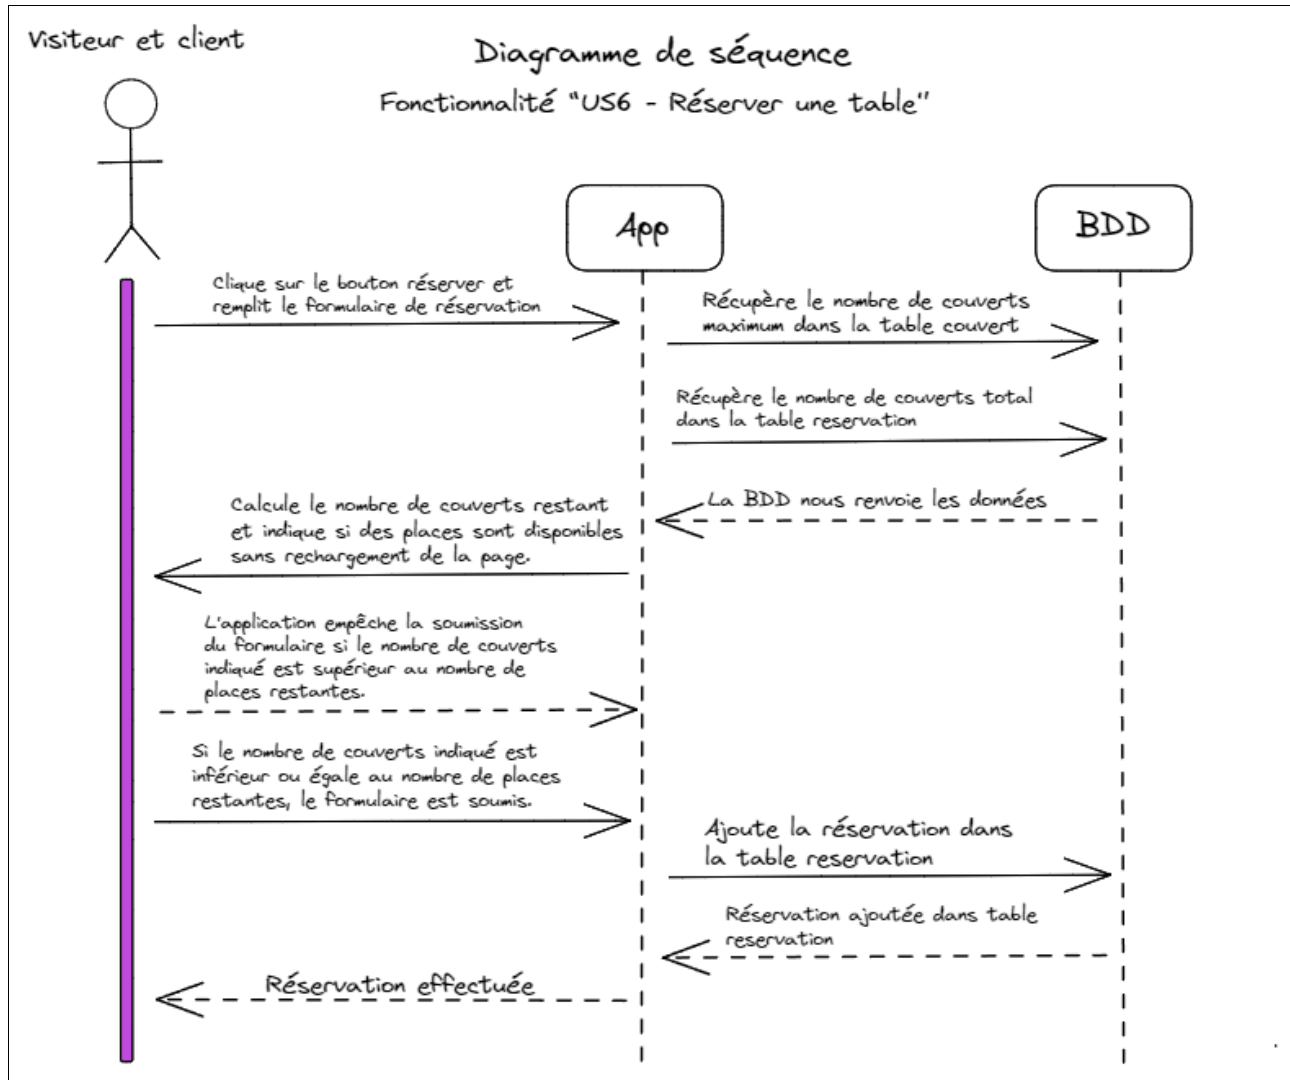 Visiteur et client
Diagramme de séquence
Fonctionnalité "US6 - Réserver une table"
App
BDD
Clique sur le bouton réserver et
remplit le formulaire de réservation
Récupère le nombre de couverts
maximum dans la table couvert
Récupère le nombre de couverts total
dans la table reservation
La BDD nous renvoie les données
Calcule le nombre de couverts restant
et indique si des places sont disponibles
sans rechargement de la page.
L'application empêche la soumission
du formulaire si le nombre de couverts
indiqué est supérieur au nombre de
places restantes.
Si le nombre de couverts indiqué est
inférieur ou égale au nombre de places
restantes, le formulaire est soumis.
Ajoute la réservation dans
la table reservation
Réservation ajoutée dans table
reservation
Réservation effectuée